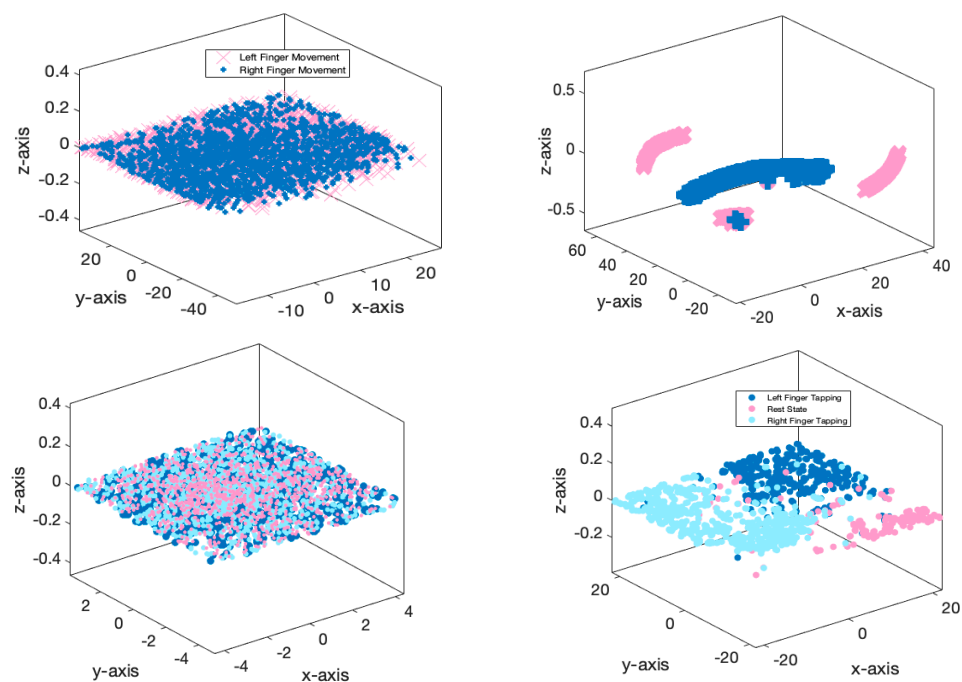 Left Finger Movement
Right Finger Movement
0.4
0.2
0
-0.2
-0.4
z-axis
20
0
-20
-40
y-axis
-10
0
10
20
x-axis
0.5
0
-0.5
z-axis
60
40
20
0
-20
y-axis
-20
0
20
40
x-axis
0.4
0.2
0
-0.2
-0.4
z-axis
2
0
-2
-4
y-axis
-4
-2
0
2
4
x-axis
Left Finger Tapping
Rest State
Right Finger Tapping
0.4
0.2
0
-0.2
z-axis
20
0
-20
y-axis
-20
0
20
x-axis